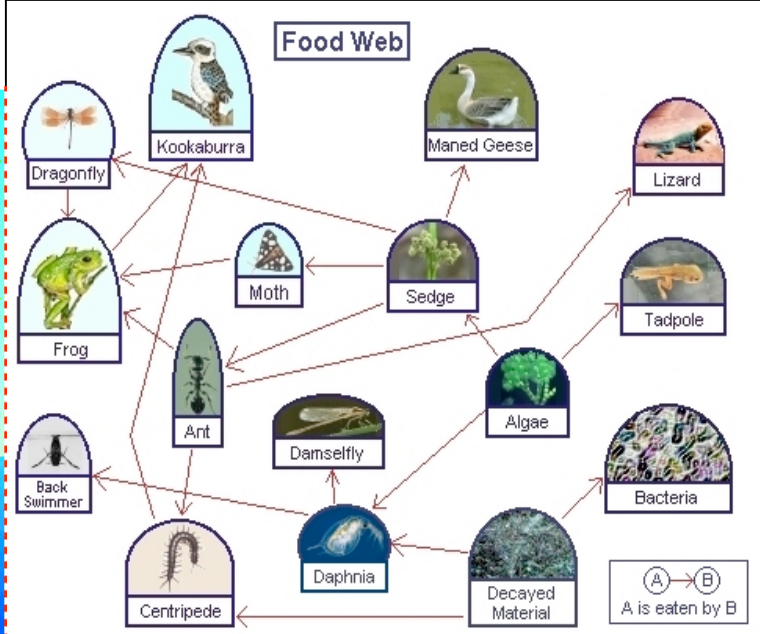 Food Web
Kookaburra
Maned Geese
Dragonfly
Lizard
Moth
Sedge
Tadpole
Frog
Ant
Algae
Damselfly
Back
Swimmer
Bacteria
Daphnia
Centripede
Decayed
Material
A B
A is eaten by B